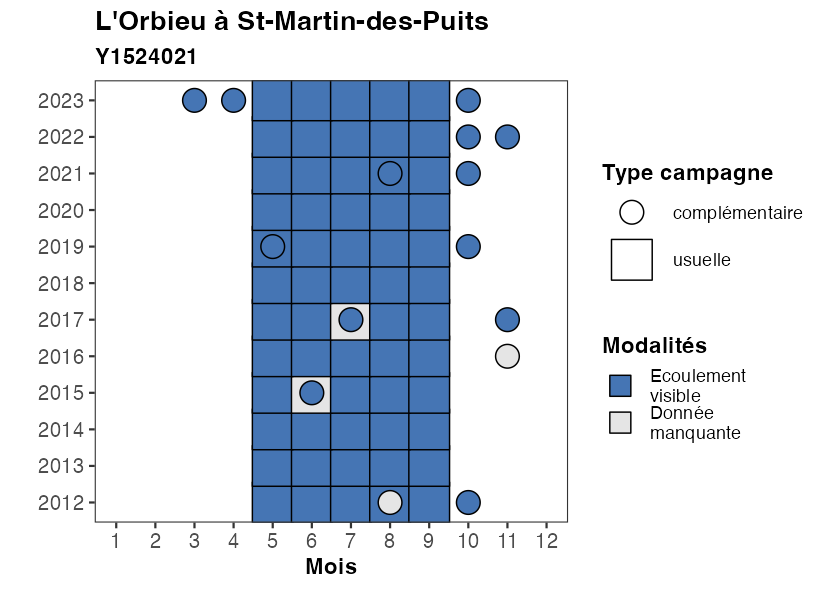 L'Orbieu à St-Martin-des-Puits
Y1524021
2023
2022
2021
2020
2019
2018
2017
2016
2015
2014
2013
2012
1 2 3 4 5 6 7 8 9 10 11 12
Mois
Type campagne
complémentaire
usuelle
Modalités
Ecoulement
visible
Donnée
manquante